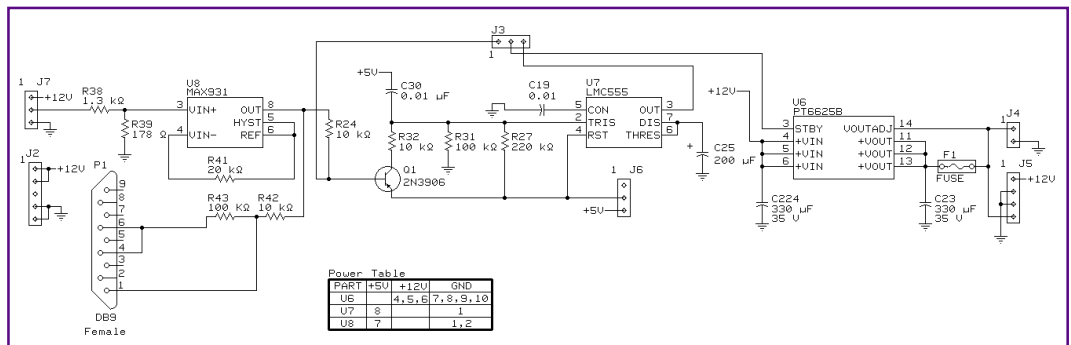 J3
1
1 J7
+12V
R38
1.3 kΩ
R39
178 Ω
U8
MAX931
3 VIN+ OUT 8
HYST 5
4 VIN- REF 6
R41
20 kΩ
R24
10 kΩ
+5V
C30
0.01 µF
R32
10 kΩ
R31
100 kΩ
R27
220 kΩ
Q1
2N3906
C19
0.01
U7
LMC555
5 CON OUT 3
2 TRIS DIS 7
4 RST THRES 6
+
C25
200 µF
J6
1
+5V
+12V
U6
PT6625B
3 STBY VOUTADJ 14
4 +VIN +VOUT 11
5 +VIN +VOUT 12
6 +VIN +VOUT 13
C224
330 µF
35 V
C23
330 µF
35 V
F1
FUSE
J4
1
J5
1
+12V
J2
1
+12V
P1
9
8
7
6
5
4
3
2
1
DB9
Female
R43
100 KΩ
R42
10 kΩ
Power Table
PART +5V +12V GND
U6 4,5,6 7,8,9,10
U7 8 1
U8 7 1,2